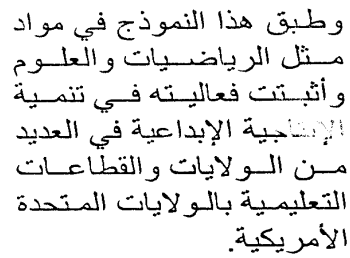 وطبق هذا النموذج في مواد
مثل الرياضيات والعلوم
وأثبتت فعاليته في تنمية
الإنتاجية الإبداعية في العديد
من الولايات والقطاعات
التعليمية بالولايات المتحدة
الأمريكية.